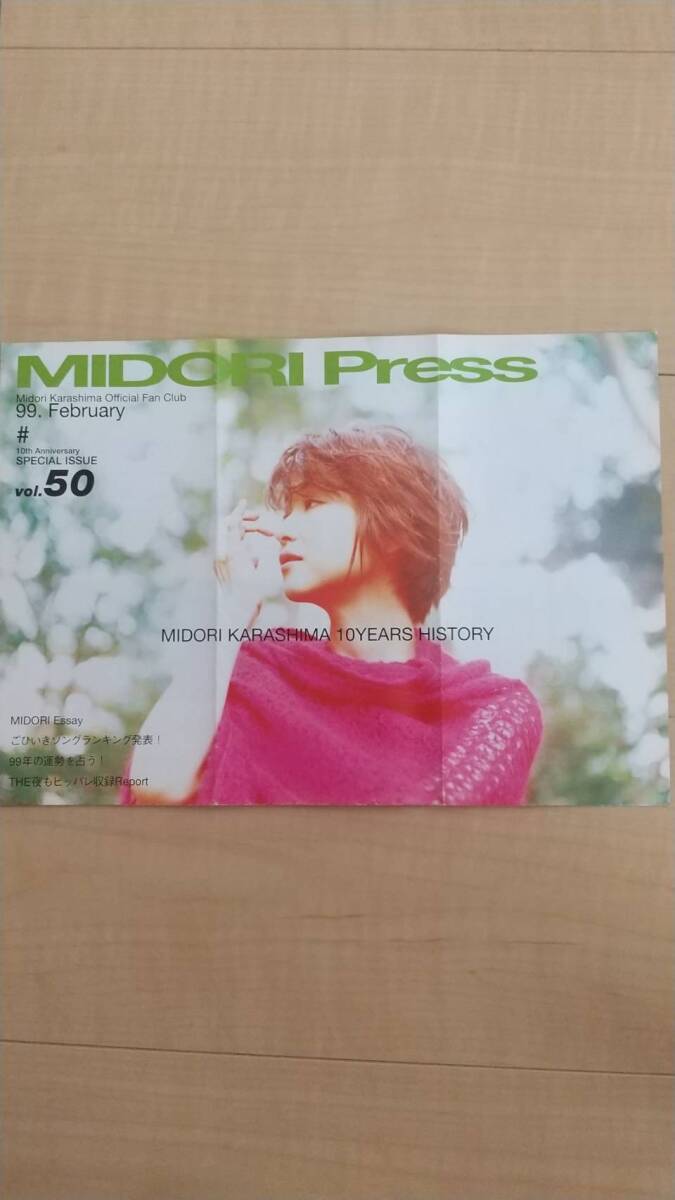 MIDORI Press
Midori Karashima Official Fan Club
99. February
#
10th Anniversary
SPECIAL ISSUE
vol.50
MIDORI KARASHIMA 10YEARS HISTORY
MIDORI Essay
ごひいきソングランキング発表！
99年の運勢を占う！
THE夜もヒッパレ収録Report